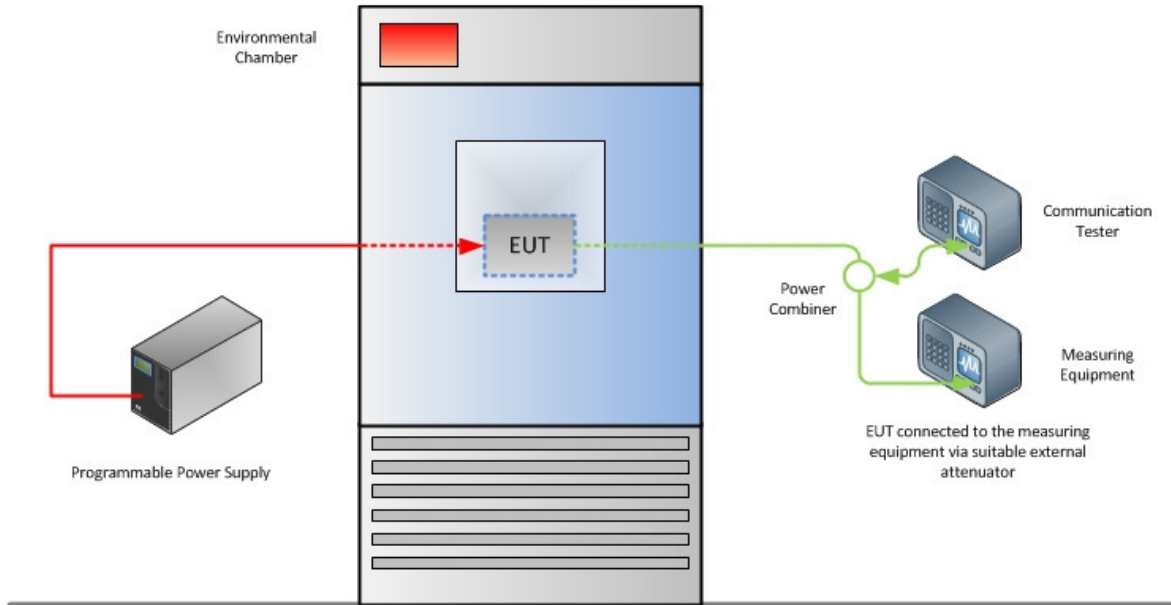 Environmental
Chamber
EUT
Communication
Tester
Power
Combiner
Measuring
Equipment
EUT connected to the measuring
equipment via suitable external
attenuator
Programmable Power Supply